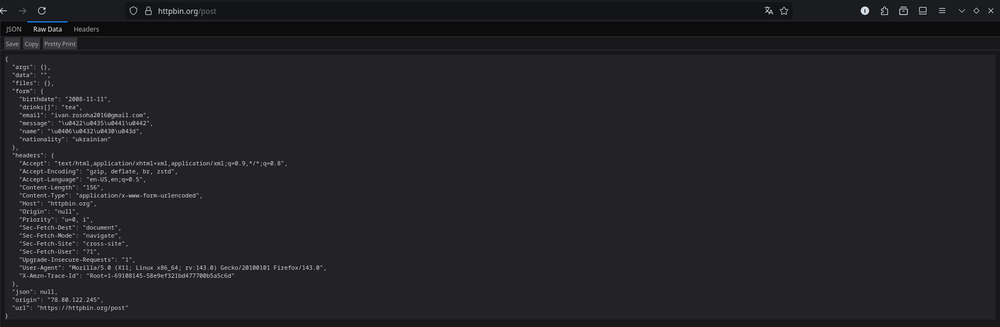 httpbin.org/post
JSON Raw Data Headers
Save Copy Pretty Print
{
  "args": {},
  "data": "",
  "files": {},
  "form": {
    "birthdate": "2008-11-11",
    "drinks[]": "tea",
    "email": "ivan.rosoha2016@gmail.com",
    "message": "\u0422\u0435\u0441\u0442",
    "name": "\u0406\u0432\u0430\u043d",
    "nationality": "ukrainian"
  },
  "headers": {
    "Accept": "text/html,application/xhtml+xml,application/xml;q=0.9,*/*;q=0.8",
    "Accept-Encoding": "gzip, deflate, br, zstd",
    "Accept-Language": "en-US,en;q=0.5",
    "Content-Length": "156",
    "Content-Type": "application/x-www-form-urlencoded",
    "Host": "httpbin.org",
    "Origin": "null",
    "Priority": "u=0, i",
    "Sec-Fetch-Dest": "document",
    "Sec-Fetch-Mode": "navigate",
    "Sec-Fetch-Site": "cross-site",
    "Sec-Fetch-User": "?1",
    "Upgrade-Insecure-Requests": "1",
    "User-Agent": "Mozilla/5.0 (X11; Linux x86_64; rv:143.0) Gecko/20100101 Firefox/143.0",
    "X-Amzn-Trace-Id": "Root=1-69108145-58e9ef321bd477700b5a5c6d"
  },
  "json": null,
  "origin": "78.80.122.245",
  "url": "https://httpbin.org/post"
}